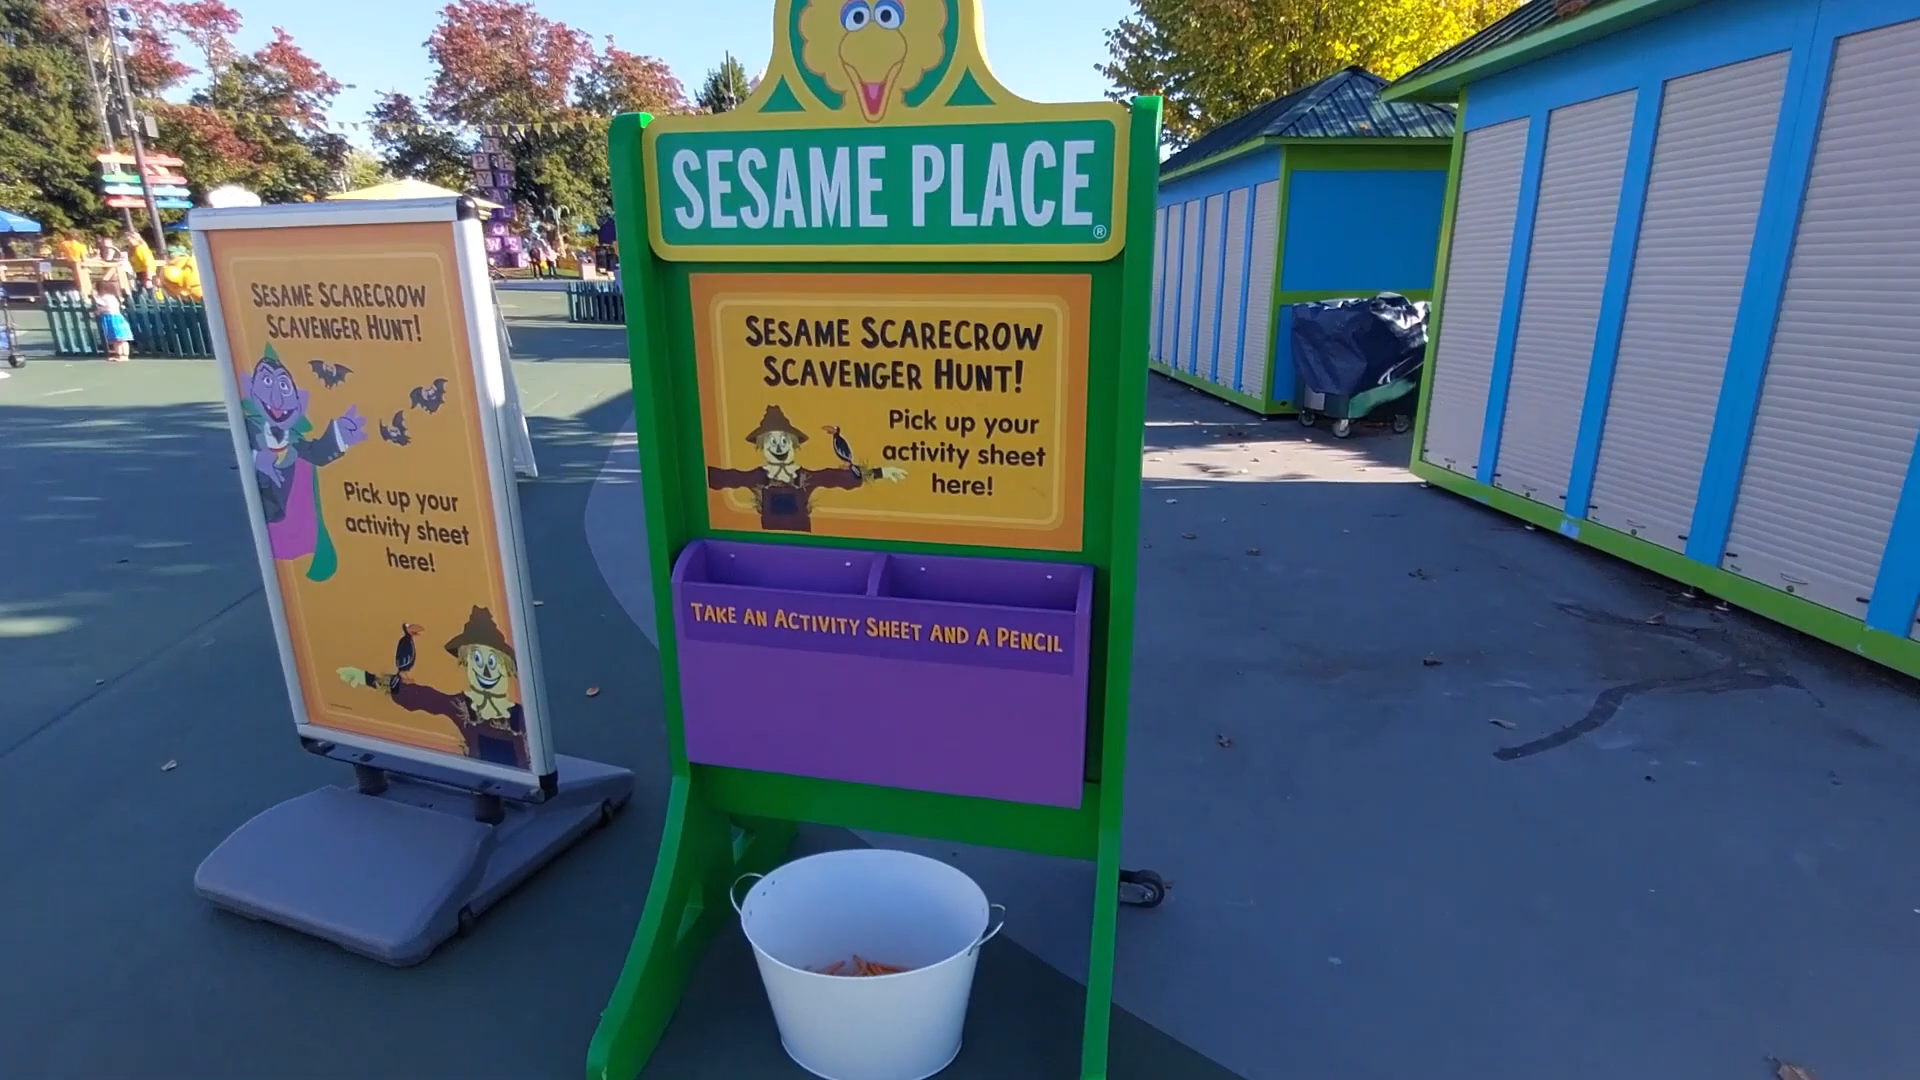 SESAME SCARECROW
SCAVENGER HUNT!
Pick up your
activity sheet
here!
SESAME PLACE®
SESAME SCARECROW
SCAVENGER HUNT!
Pick up your
activity sheet
here!
TAKE AN ACTIVITY SHEET AND A PENCIL